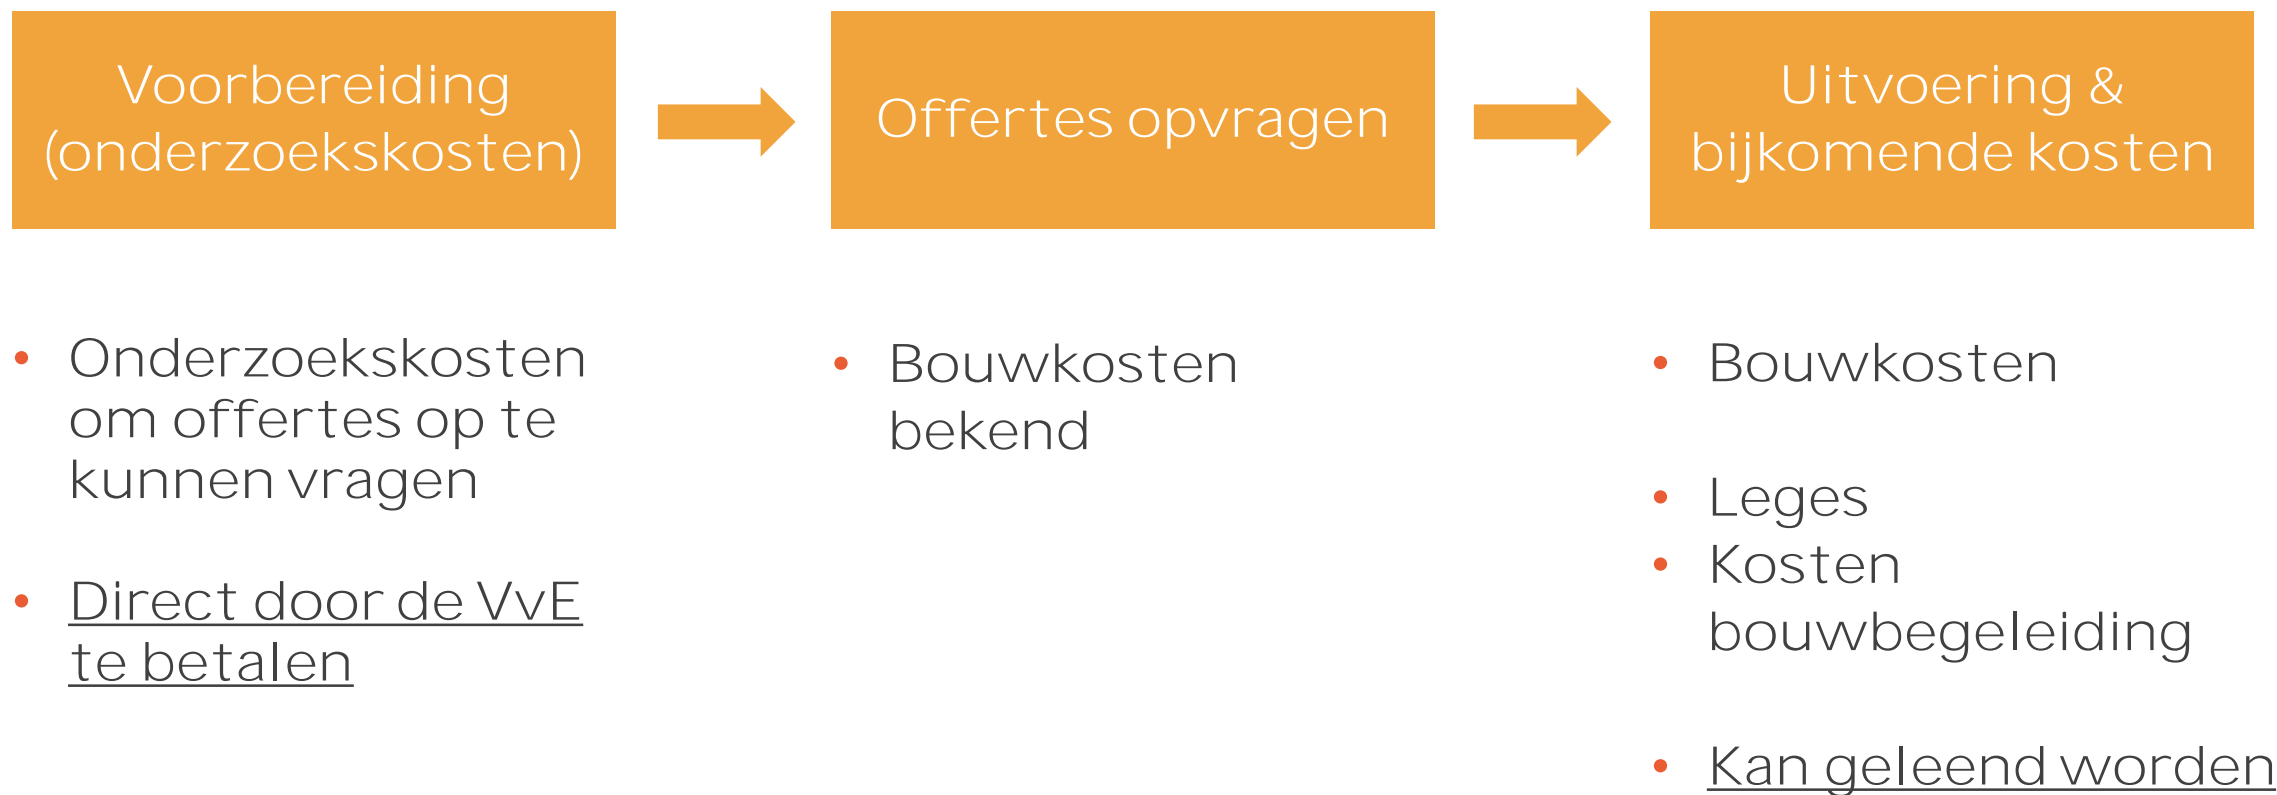 Voorbereiding
(onderzoekskosten)
Offertes opvragen
Uitvoering &
bijkomende kosten
• Onderzoekskosten
om offertes op te
kunnen vragen
• Direct door de VvE
te betalen
• Bouwkosten
bekend
• Bouwkosten
• Leges
• Kosten
bouwbegeleiding
• Kan geleend worden